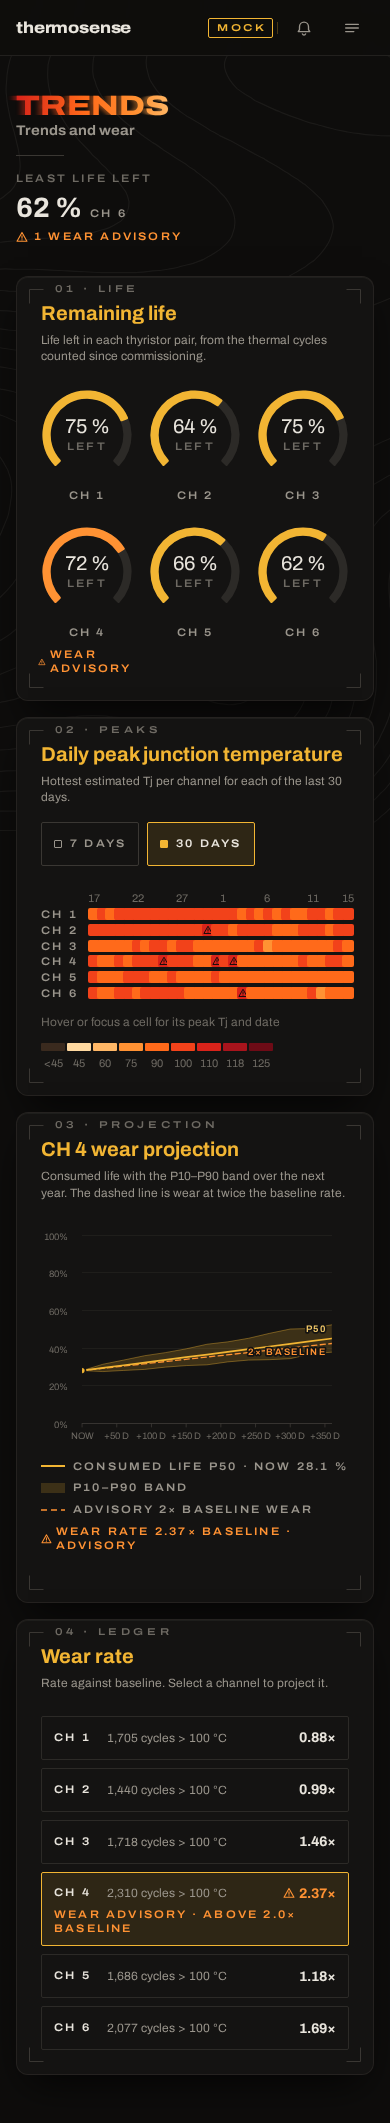 thermosense
MOCK
TRENDS
Trends and wear
LEAST LIFE LEFT
62 % CH 6
1 WEAR ADVISORY
01 · LIFE
Remaining life
Life left in each thyristor pair, from the thermal cycles
counted since commissioning.
75 % 64 % 75 %
LEFT LEFT LEFT
CH 1 CH 2 CH 3
72 % 66 % 62 %
LEFT LEFT LEFT
CH 4 CH 5 CH 6
WEAR
ADVISORY
02 · PEAKS
Daily peak junction temperature
Hottest estimated Tj per channel for each of the last 30
days.
7 DAYS 30 DAYS
17 22 27 1 6 11 15
CH 1
CH 2
CH 3
CH 4
CH 5
CH 6
Hover or focus a cell for its peak Tj and date
<45 45 60 75 90 100 110 118 125
03 · PROJECTION
CH 4 wear projection
Consumed life with the P10–P90 band over the next
year. The dashed line is wear at twice the baseline rate.
100%
80%
60%
P50
40%
2× BASELINE
20%
0%
NOW +50 D +100 D +150 D +200 D +250 D +300 D +350 D
CONSUMED LIFE P50 · NOW 28.1 %
P10–P90 BAND
ADVISORY 2× BASELINE WEAR
WEAR RATE 2.37× BASELINE ·
ADVISORY
04 · LEDGER
Wear rate
Rate against baseline. Select a channel to project it.
CH 1 1,705 cycles > 100 °C 0.88×
CH 2 1,440 cycles > 100 °C 0.99×
CH 3 1,718 cycles > 100 °C 1.46×
CH 4 2,310 cycles > 100 °C 2.37×
WEAR ADVISORY · ABOVE 2.0×
BASELINE
CH 5 1,686 cycles > 100 °C 1.18×
CH 6 2,077 cycles > 100 °C 1.69×